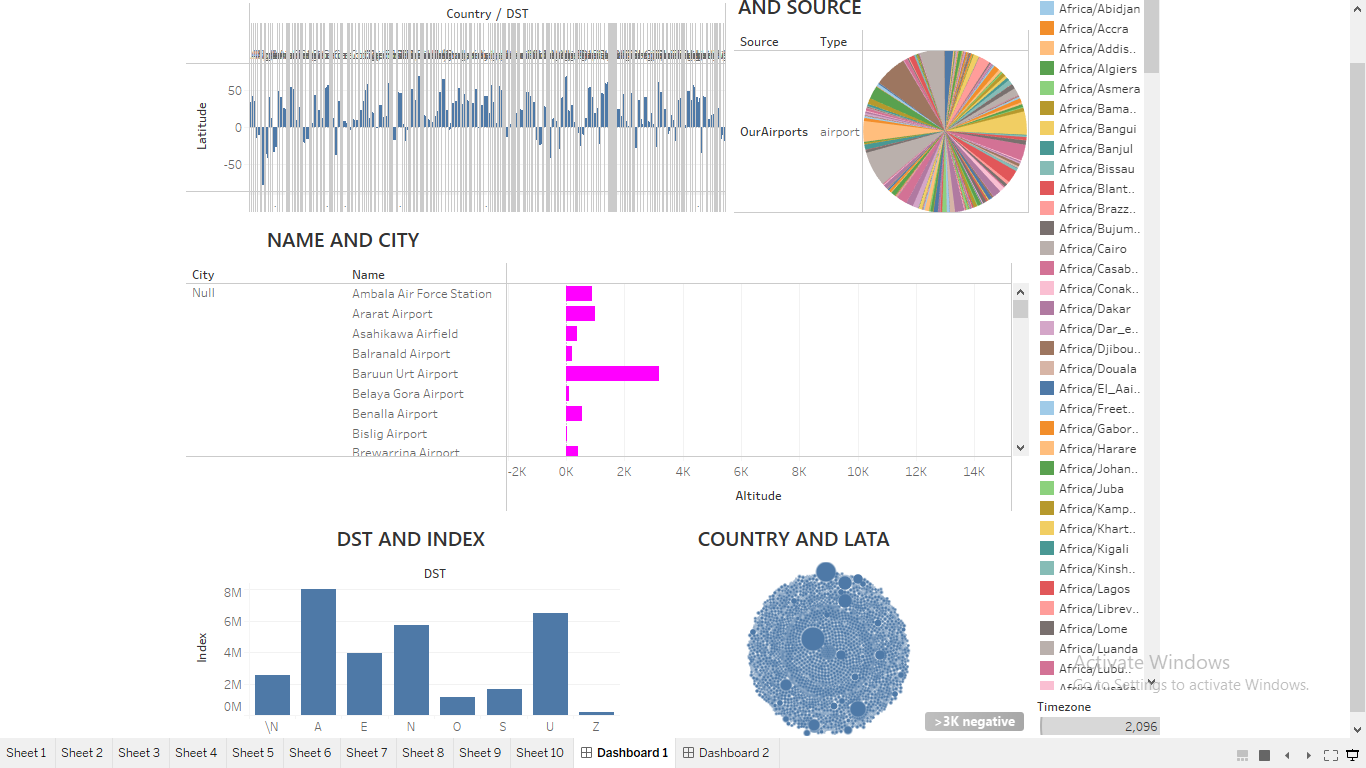 Country / DST
Latitude
50
0
-50
AND SOURCE
Source Type
OurAirports airport
NAME AND CITY
City Name
Null Ambala Air Force Station
Ararat Airport
Asahikawa Airfield
Balranald Airport
Baruun Urt Airport
Belaya Gora Airport
Benalla Airport
Bislig Airport
Brewarrina Airport
-2K 0K 2K 4K 6K 8K 10K 12K 14K
Altitude
DST AND INDEX
DST
Index
8M
6M
4M
2M
0M
\N A E N O S U Z
COUNTRY AND LATA
>3K negative
Africa/Abidjan
Africa/Accra
Africa/Addis..
Africa/Algiers
Africa/Asmera
Africa/Bama..
Africa/Bangui
Africa/Banjul
Africa/Bissau
Africa/Blant..
Africa/Brazz..
Africa/Bujum..
Africa/Cairo
Africa/Casab..
Africa/Conak..
Africa/Dakar
Africa/Dar_e..
Africa/Djibou..
Africa/Douala
Africa/El_Aai..
Africa/Freet..
Africa/Gabor..
Africa/Harare
Africa/Johan..
Africa/Juba
Africa/Kamp..
Africa/Khart..
Africa/Kigali
Africa/Kinsh..
Africa/Lagos
Africa/Librev..
Africa/Lome
Africa/Luanda
Africa/Lubu..
Africa/Lusaka
Activate Windows
Go to Settings to activate Windows.
Timezone
2,096
Sheet 1 Sheet 2 Sheet 3 Sheet 4 Sheet 5 Sheet 6 Sheet 7 Sheet 8 Sheet 9 Sheet 10 Dashboard 1 Dashboard 2